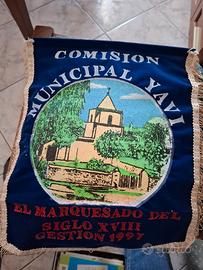 COMISION
MUNICIPAL YAVI
EL MARQUESADO DEL
SIGLO XVIII
GESTION 1997